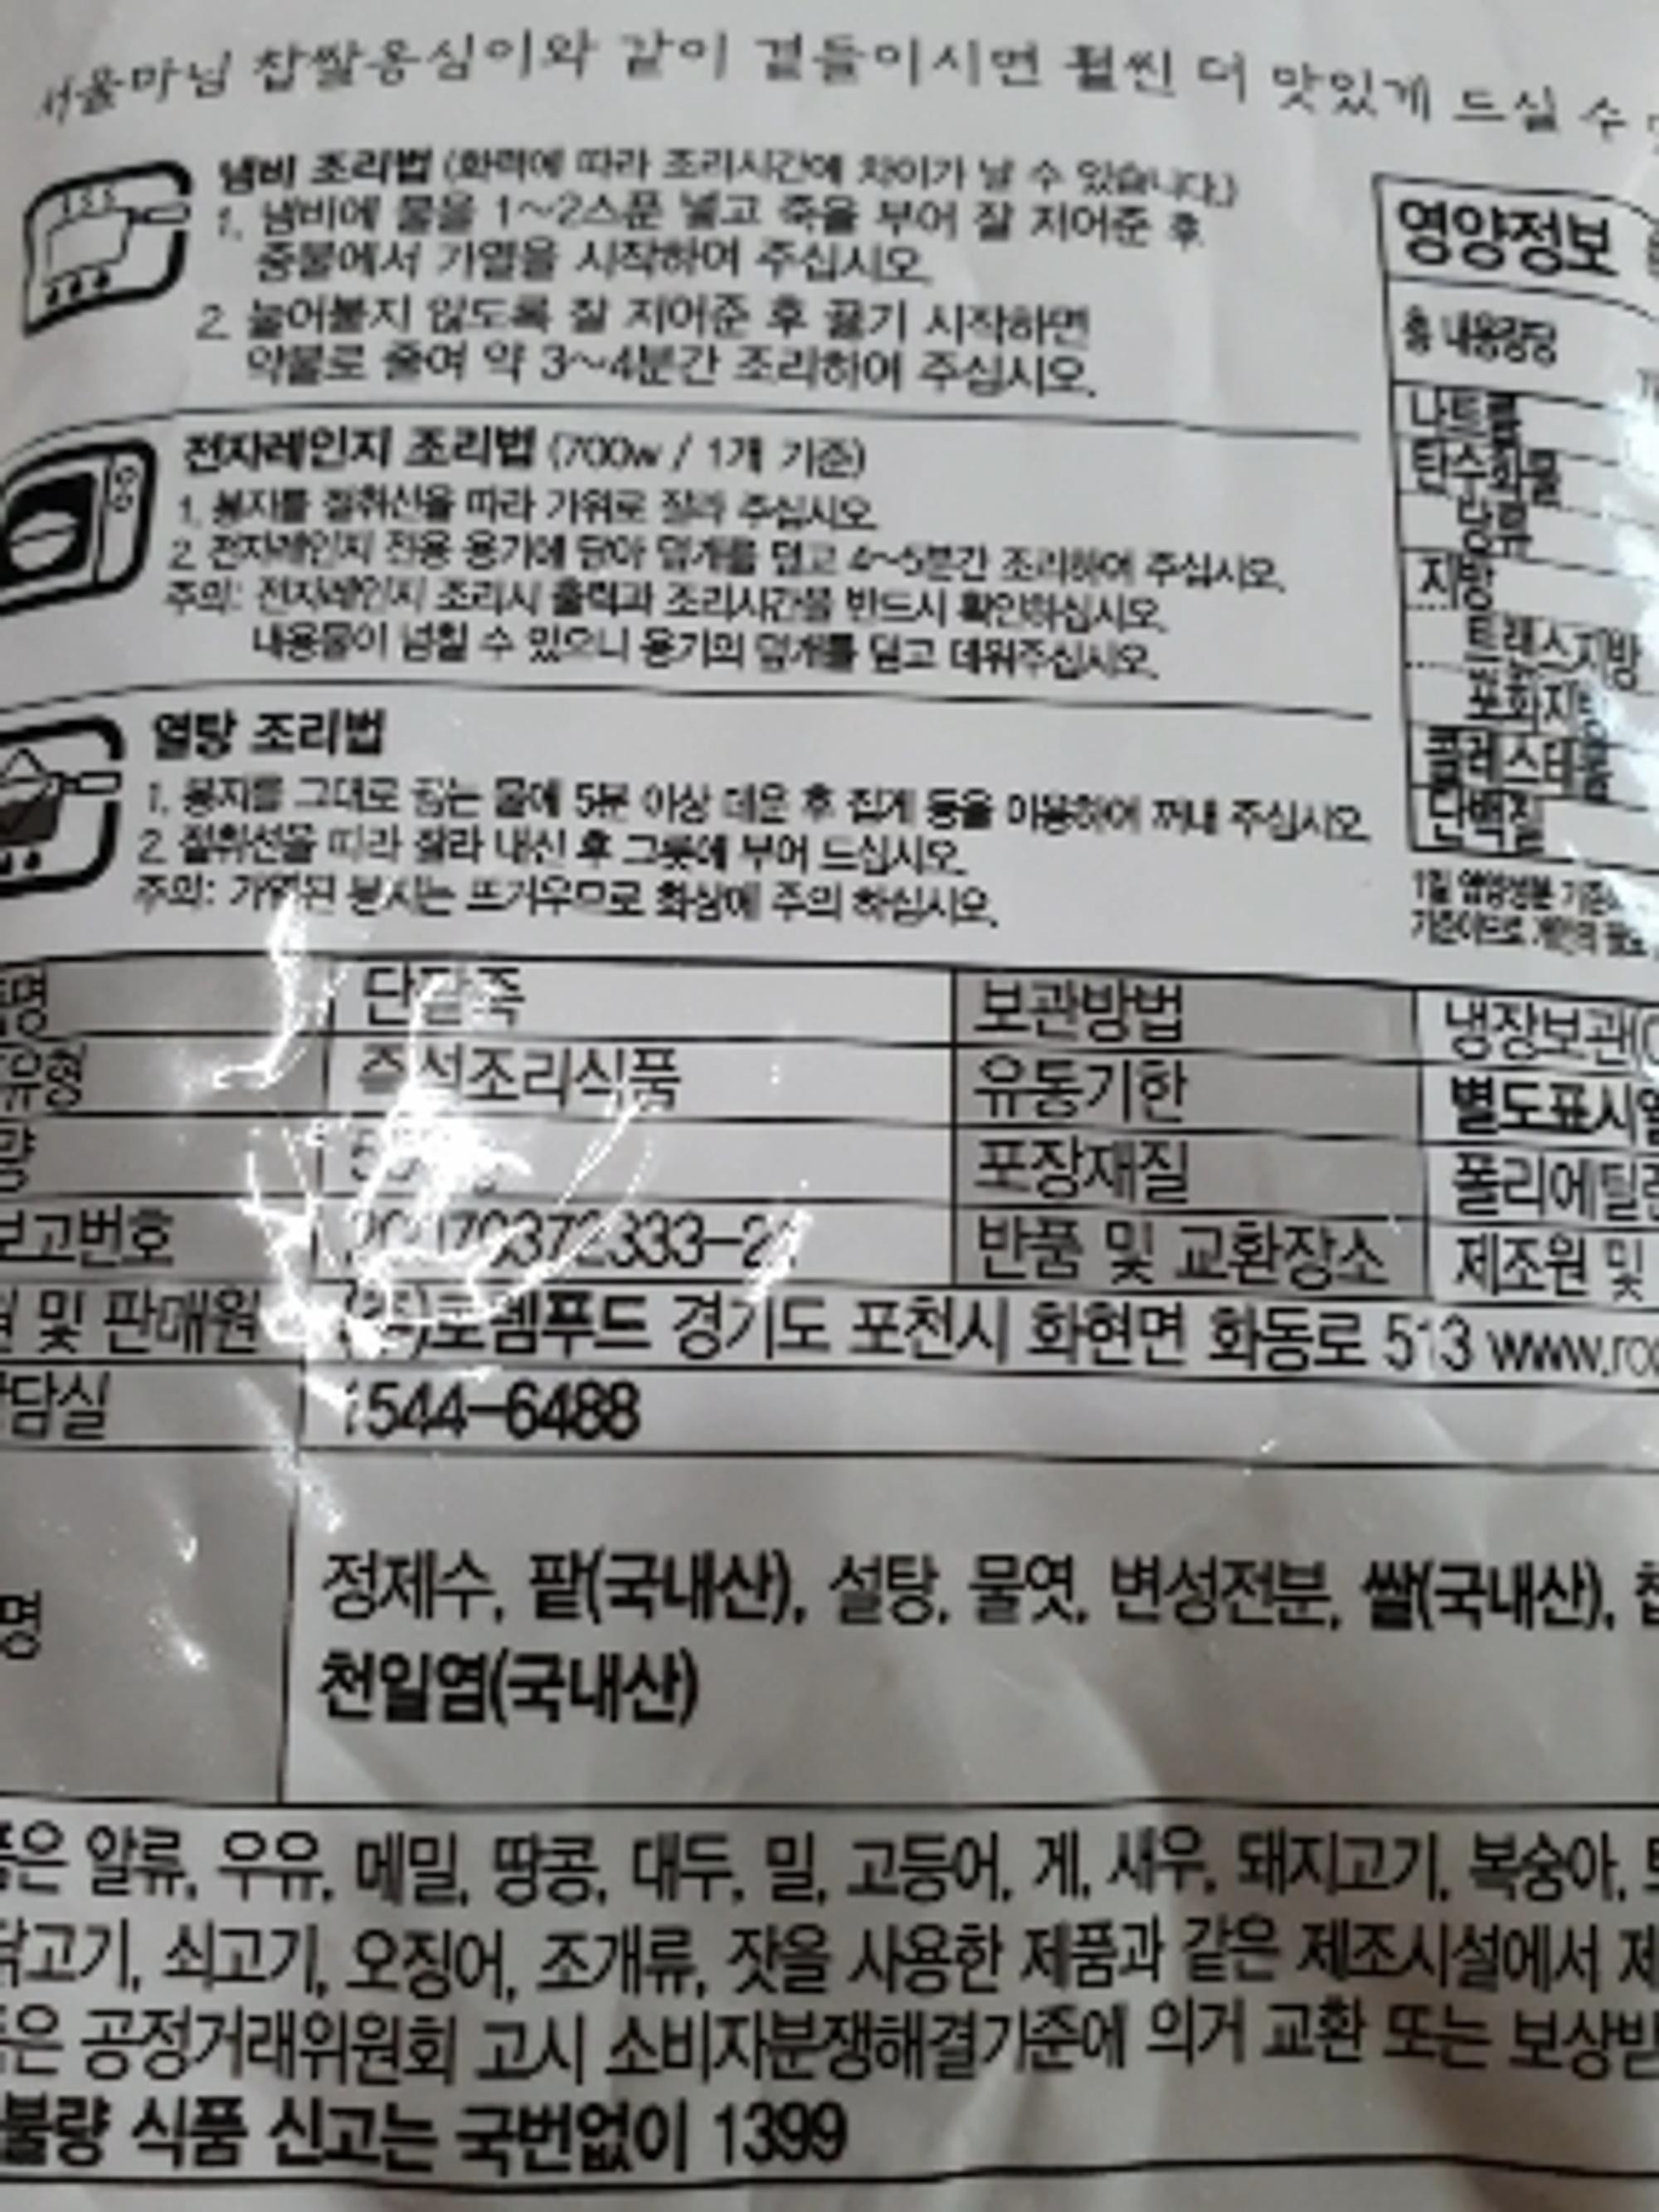 서울마님 찹쌀옹심이와 같이 곁들이시면 훨씬 더 맛있게 드실 수
냄비 조리법 (화력에 따라 조리시간에 차이가 날 수 있습니다.)
1. 냄비에 물을 1~2스푼 넣고 죽을 부어 잘 저어준 후
중불에서 가열을 시작하여 주십시오.
2. 눌어붙지 않도록 잘 저어준 후 끓기 시작하면
약불로 줄여 약 3~4분간 조리하여 주십시오.
전자레인지 조리법 (700w / 1개 기준)
1. 봉지를 절취선을 따라 가위로 잘라 주십시오.
2. 전자레인지 전용 용기에 담아 덮개를 덮고 4~5분간 조리하여 주십시오.
주의: 전자레인지 조리시 출력과 조리시간을 반드시 확인하십시오.
내용물이 넘칠 수 있으니 용기의 덮개를 덮고 데워주십시오.
열탕 조리법
1. 봉지를 그대로 끓는 물에 5분 이상 데운 후 집게 등을 이용하여 꺼내 주십시오.
2. 절취선을 따라 잘라 내신 후 그릇에 부어 드십시오.
주의: 가열된 봉지는 뜨거우므로 화상에 주의 하십시오.
영양정보
총 내용량당
나트륨
탄수화물
당류
지방
트랜스지방
포화지방
콜레스테롤
단백질
1일 영양성분
단팥죽 보관방법 냉장보관
유형 즉석조리식품 유통기한 별도표시일
포장재질 폴리에틸렌
보고번호 반품 및 교환장소 제조원 및
및 판매원 경기도 포천시 화현면 화동로 513
1544-6488
명 정제수, 팥(국내산), 설탕, 물엿, 변성전분, 쌀(국내산),
천일염(국내산)
알류, 우유, 메밀, 땅콩, 대두, 밀, 고등어, 게, 새우, 돼지고기, 복숭아,
닭고기, 쇠고기, 오징어, 조개류, 잣을 사용한 제품과 같은 제조시설에서
공정거래위원회 고시 소비자분쟁해결기준에 의거 교환 또는 보상받
불량 식품 신고는 국번없이 1399